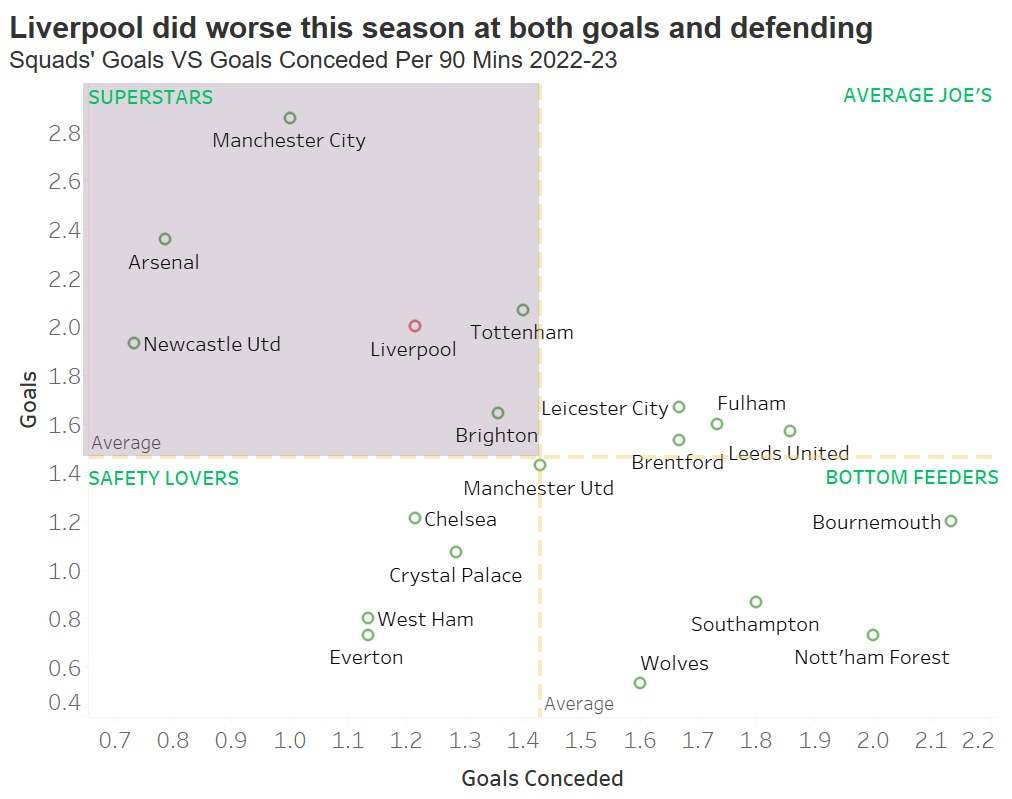 Liverpool did worse this season at both goals and defending
Squads' Goals VS Goals Conceded Per 90 Mins 2022-23
SUPERSTARS
AVERAGE JOE'S
Manchester City
Arsenal
Newcastle Utd
Liverpool
Tottenham
Brighton
Leicester City
Fulham
Brentford
Leeds United
Average
SAFETY LOVERS
BOTTOM FEEDERS
Manchester Utd
Chelsea
Crystal Palace
West Ham
Everton
Bournemouth
Southampton
Nott'ham Forest
Wolves
Average
Goals
2.8
2.6
2.4
2.2
2.0
1.8
1.6
1.4
1.2
1.0
0.8
0.6
0.4
0.7 0.8 0.9 1.0 1.1 1.2 1.3 1.4 1.5 1.6 1.7 1.8 1.9 2.0 2.1 2.2
Goals Conceded